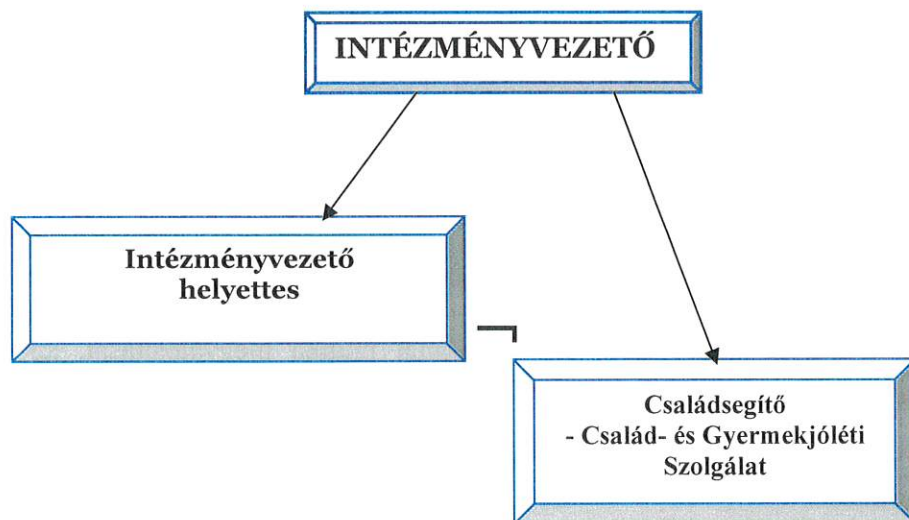 INTÉZMÉNYVEZETŐ
Intézményvezető
helyettes
Családsegítő
- Család- és Gyermekjóléti
Szolgálat